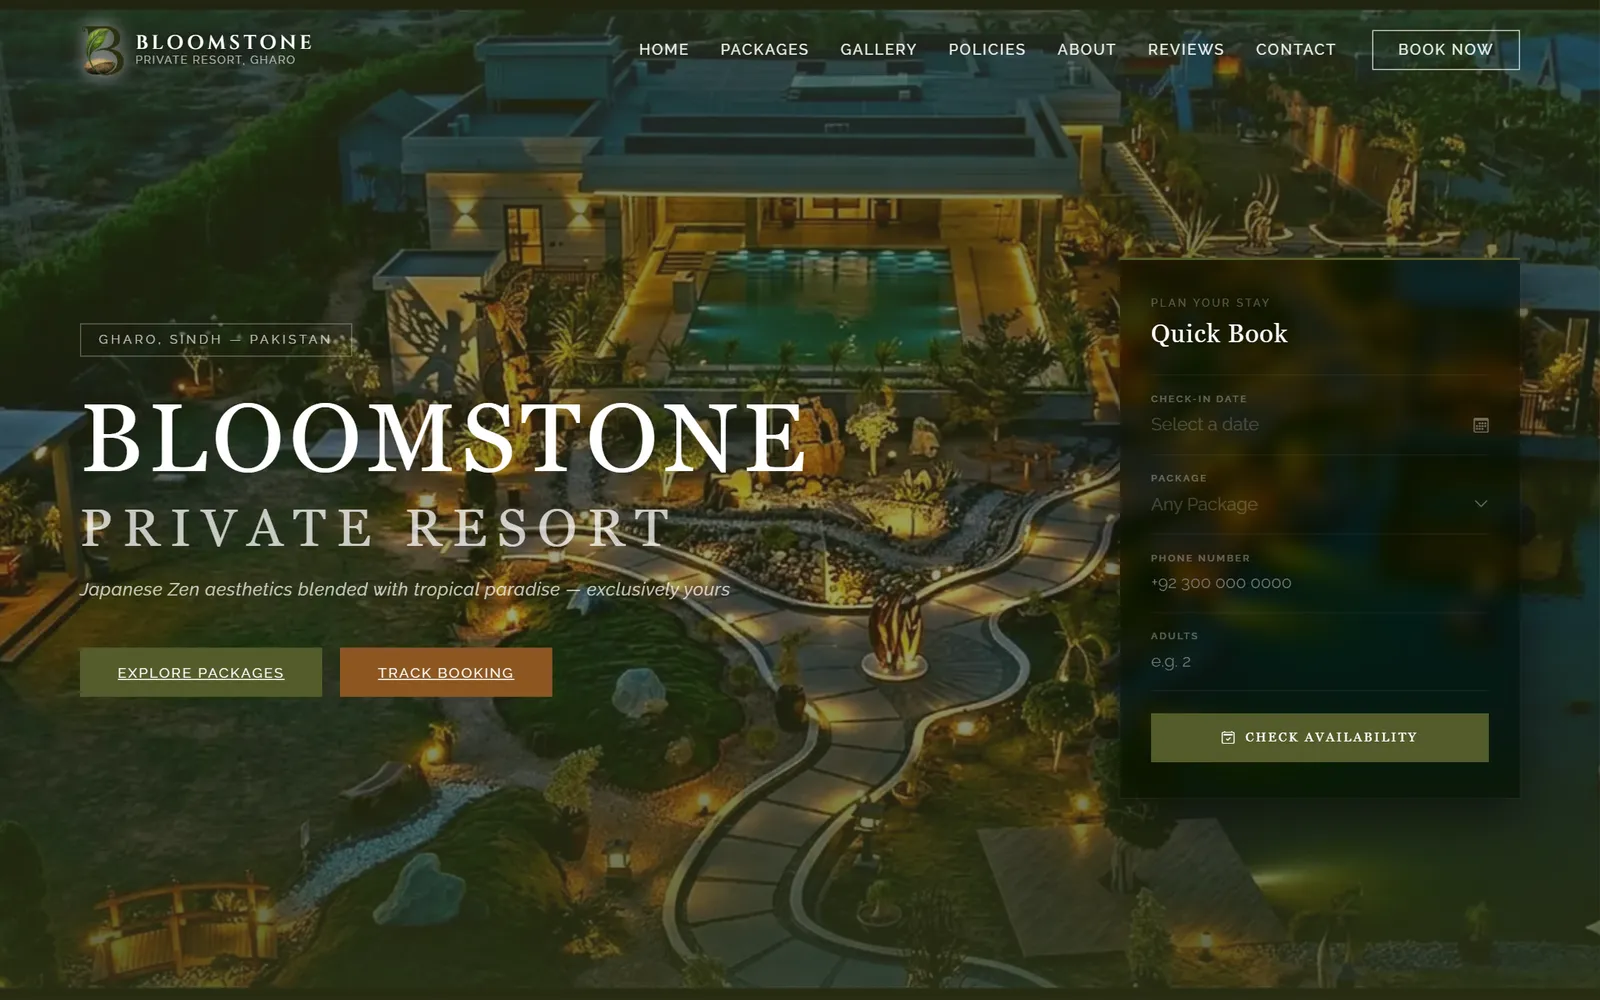 BLOOMSTONE
PRIVATE RESORT, GHARO
HOME PACKAGES GALLERY POLICIES ABOUT REVIEWS CONTACT BOOK NOW
GHARO, SINDH — PAKISTAN
BLOOMSTONE
PRIVATE RESORT
Japanese Zen aesthetics blended with tropical paradise — exclusively yours
EXPLORE PACKAGES TRACK BOOKING
PLAN YOUR STAY
Quick Book
CHECK-IN DATE
Select a date
PACKAGE
Any Package
PHONE NUMBER
+92 300 000 0000
ADULTS
e.g. 2
CHECK AVAILABILITY